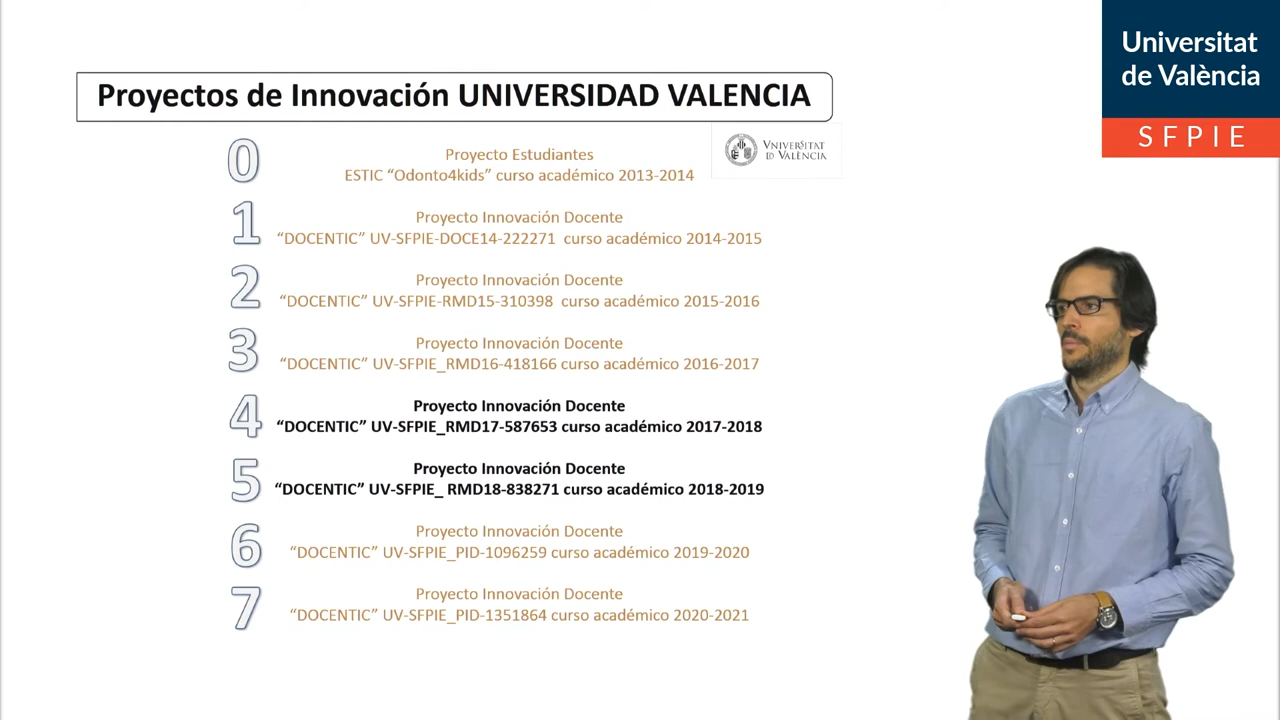 Universitat
de València
SFPIE
Proyectos de Innovación UNIVERSIDAD VALENCIA
VNIVERSITAT
ID VALÈNCIA
0
Proyecto Estudiantes
ESTIC “Odonto4kids” curso académico 2013-2014
1
Proyecto Innovación Docente
“DOCENTIC” UV-SFPIE-DOCE14-222271 curso académico 2014-2015
2
Proyecto Innovación Docente
“DOCENTIC” UV-SFPIE-RMD15-310398 curso académico 2015-2016
3
Proyecto Innovación Docente
“DOCENTIC” UV-SFPIE_RMD16-418166 curso académico 2016-2017
4
Proyecto Innovación Docente
“DOCENTIC” UV-SFPIE_RMD17-587653 curso académico 2017-2018
5
Proyecto Innovación Docente
“DOCENTIC” UV-SFPIE_ RMD18-838271 curso académico 2018-2019
6
Proyecto Innovación Docente
“DOCENTIC” UV-SFPIE_PID-1096259 curso académico 2019-2020
7
Proyecto Innovación Docente
“DOCENTIC” UV-SFPIE_PID-1351864 curso académico 2020-2021